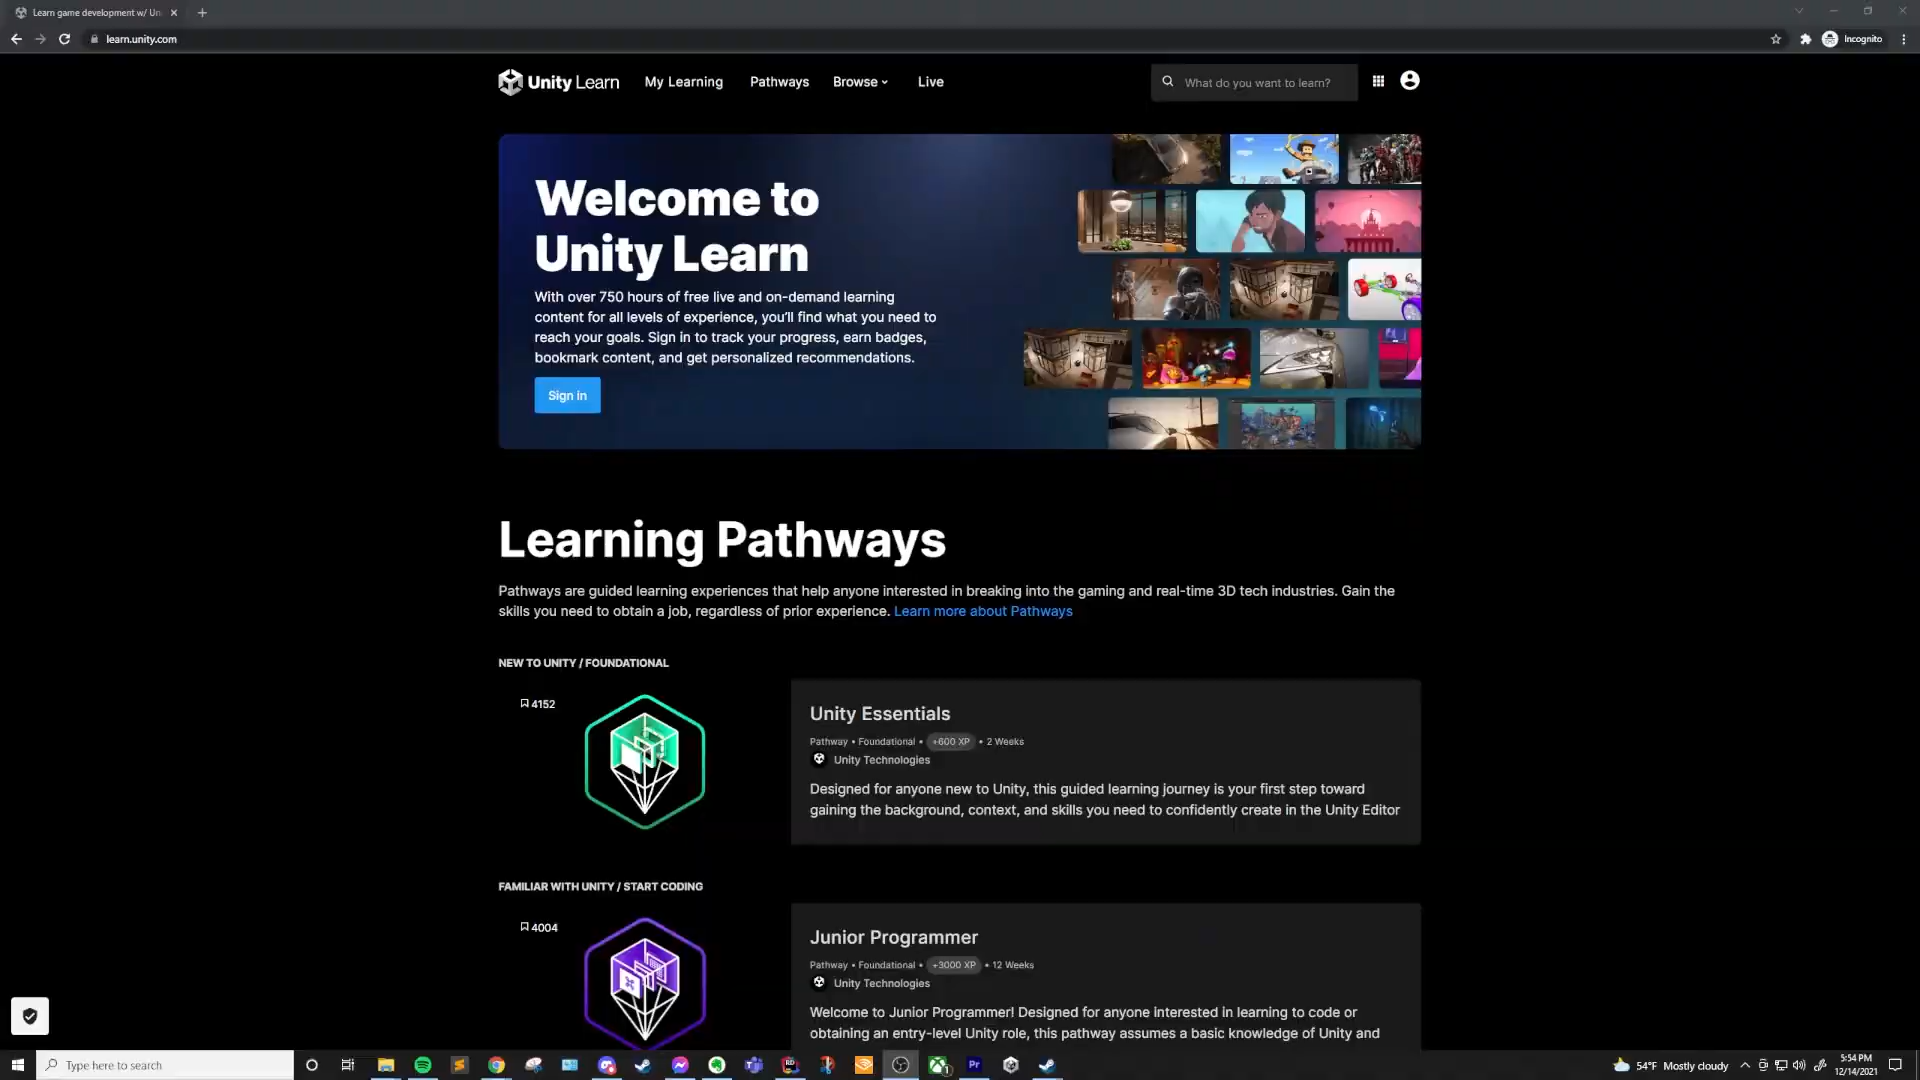 Learn game development w/ Un
learn.unity.com
Incognito
Unity Learn
My Learning
Pathways
Browse
Live
What do you want to learn?
Welcome to
Unity Learn
With over 750 hours of free live and on-demand learning
content for all levels of experience, you'll find what you need to
reach your goals. Sign in to track your progress, earn badges,
bookmark content, and get personalized recommendations.
Sign in
Learning Pathways
Pathways are guided learning experiences that help anyone interested in breaking into the gaming and real-time 3D tech industries. Gain the
skills you need to obtain a job, regardless of prior experience. Learn more about Pathways
NEW TO UNITY / FOUNDATIONAL
4152
Unity Essentials
Pathway • Foundational • +600 XP • 2 Weeks
Unity Technologies
Designed for anyone new to Unity, this guided learning journey is your first step toward
gaining the background, context, and skills you need to confidently create in the Unity Editor
FAMILIAR WITH UNITY / START CODING
4004
Junior Programmer
Pathway • Foundational • +3000 XP • 12 Weeks
Unity Technologies
Welcome to Junior Programmer! Designed for anyone interested in learning to code or
obtaining an entry-level Unity role, this pathway assumes a basic knowledge of Unity and
Type here to search
RD
1
Pr
54°F Mostly cloudy
5:54 PM
12/14/2021